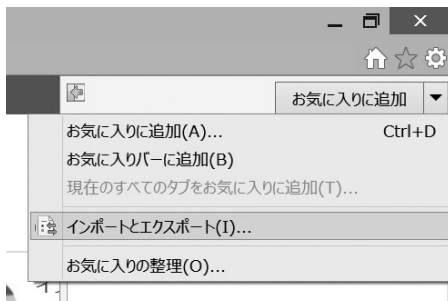 お気に入りに追加
お気に入りに追加(A)... Ctrl+D
お気に入りバーに追加(B)
現在のすべてのタブをお気に入りに追加(T)...
インポートとエクスポート(I)...
お気に入りの整理(O)...